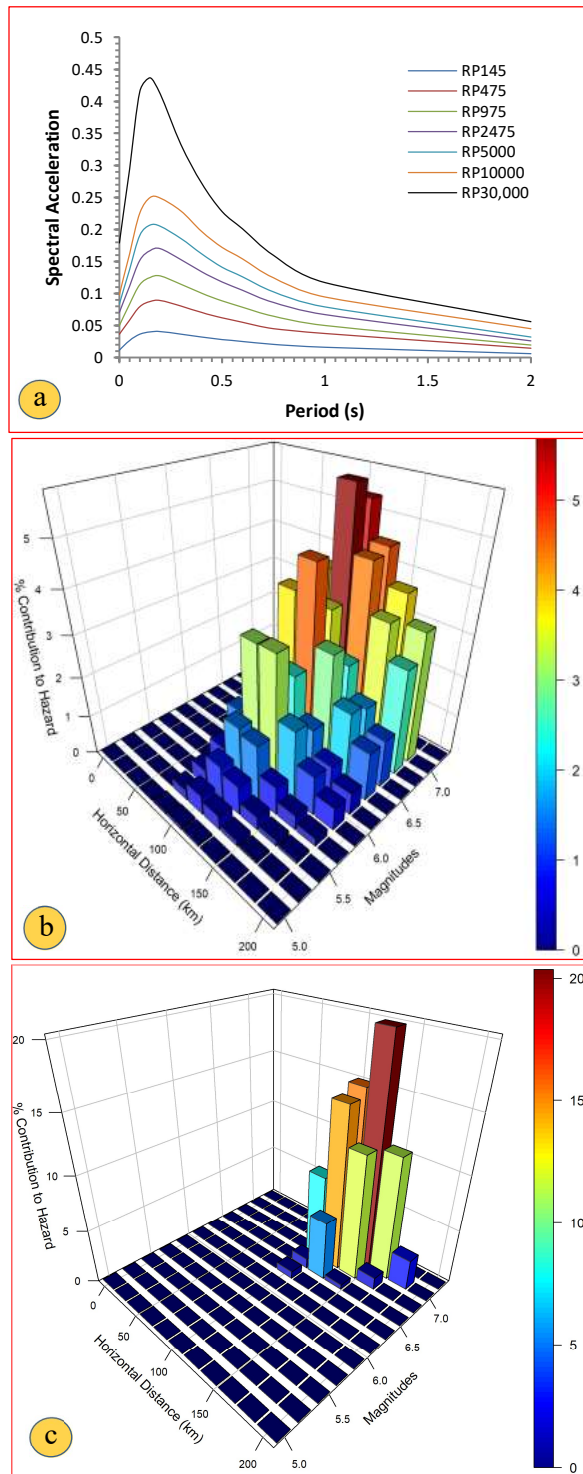 0.5
0.45
0.4
0.35
0.3
0.25
0.2
0.15
0.1
0.05
0
Spectral Acceleration
RP145
RP475
RP975
RP2475
RP5000
RP10000
RP30,000
0 0.5 1 1.5 2
Period (s)
a
% Contribution to Hazard
5
4
3
2
1
0
0
50
100
150
200
Horizontal Distance (km)
5.0
5.5
6.0
6.5
7.0
Magnitudes
5
4
3
2
1
0
b
% Contribution to Hazard
20
15
10
5
0
0
50
100
150
200
Horizontal Distance (km)
5.0
5.5
6.0
6.5
7.0
Magnitudes
20
15
10
5
0
c